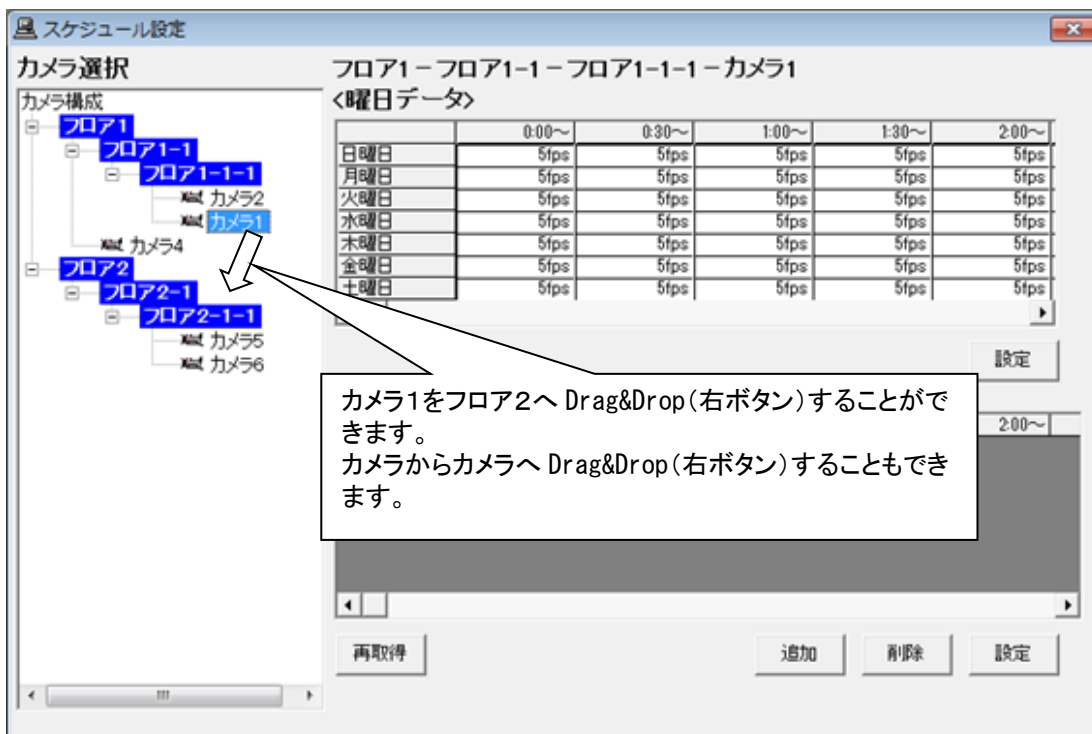 スケジュール設定
カメラ選択
カメラ構成
フロア1
フロア1-1
フロア1-1-1
カメラ2
カメラ1
カメラ4
フロア2
フロア2-1
フロア2-1-1
カメラ5
カメラ6
フロア1－フロア1-1－フロア1-1-1－カメラ1
<曜日データ>
0:00～ 0:30～ 1:00～ 1:30～ 2:00～
日曜日 5fps 5fps 5fps 5fps 5fps
月曜日 5fps 5fps 5fps 5fps 5fps
火曜日 5fps 5fps 5fps 5fps 5fps
水曜日 5fps 5fps 5fps 5fps 5fps
木曜日 5fps 5fps 5fps 5fps 5fps
金曜日 5fps 5fps 5fps 5fps 5fps
土曜日 5fps 5fps 5fps 5fps 5fps
設定
カメラ１をフロア２へ Drag&Drop（右ボタン）することがで
きます。
カメラからカメラへ Drag&Drop（右ボタン）することもでき
ます。
2:00～
再取得 追加 削除 設定